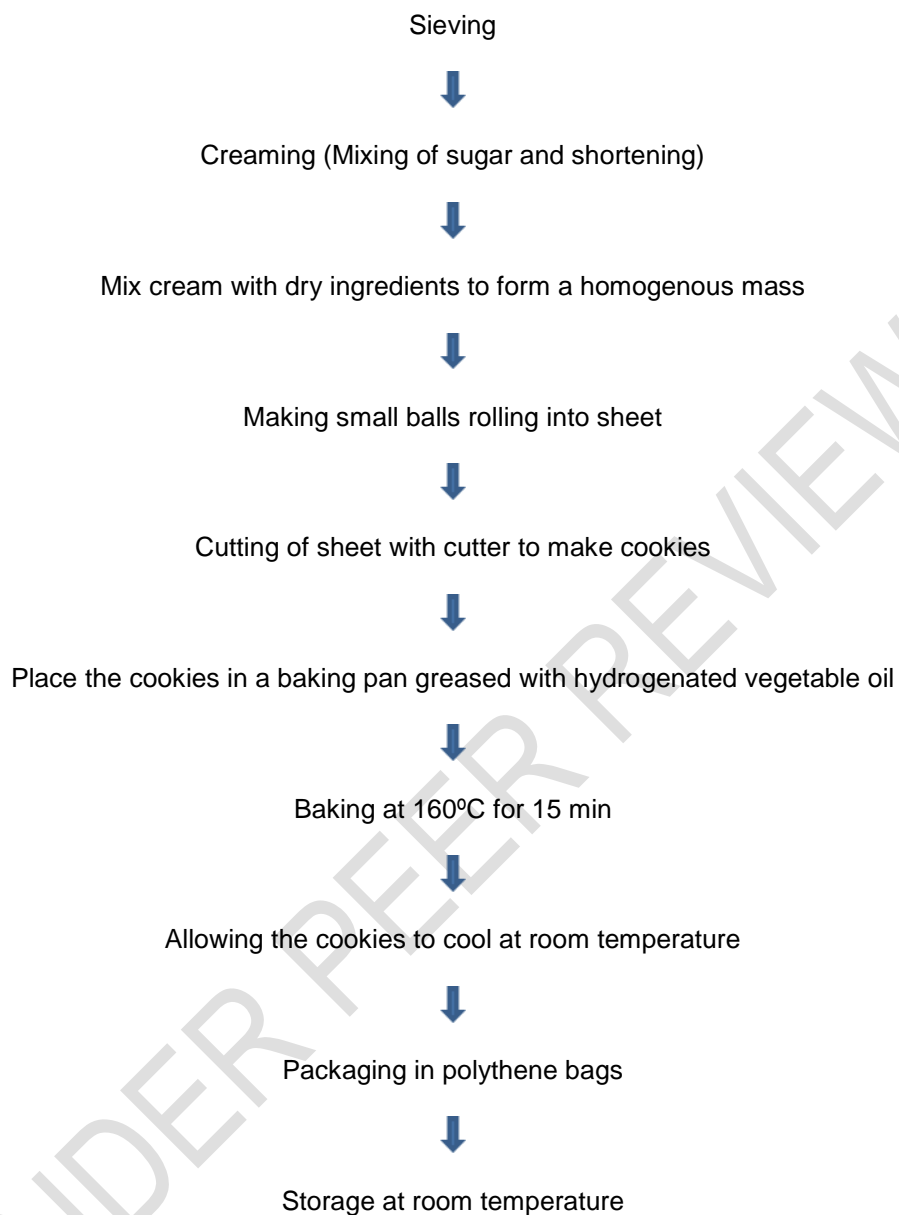 Sieving
Creaming (Mixing of sugar and shortening)
Mix cream with dry ingredients to form a homogenous mass
Making small balls rolling into sheet
Cutting of sheet with cutter to make cookies
Place the cookies in a baking pan greased with hydrogenated vegetable oil
Baking at 160ºC for 15 min
Allowing the cookies to cool at room temperature
Packaging in polythene bags
Storage at room temperature
PEER REVIEW